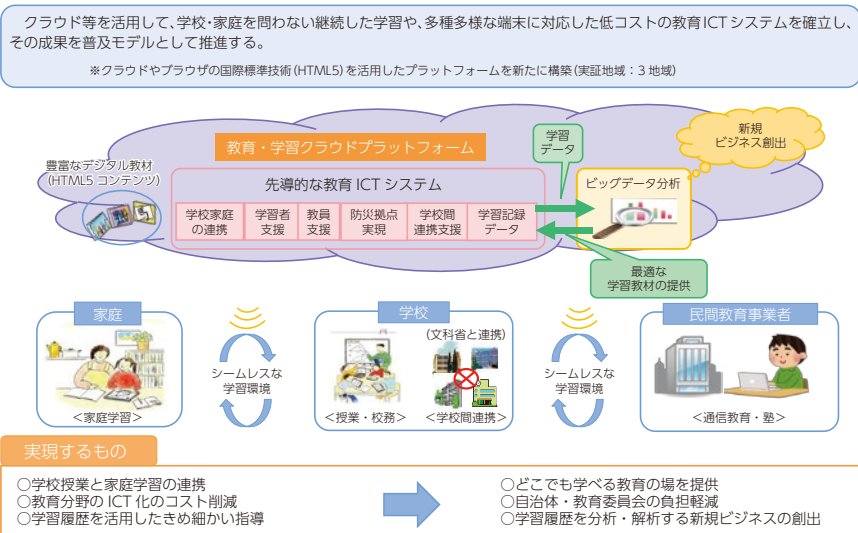 クラウド等を活用して、学校・家庭を問わない継続した学習や、多種多様な端末に対応した低コストの教育ICTシステムを確立し、
その成果を普及モデルとして推進する。
※クラウドやブラウザの国際標準技術(HTML5)を活用したプラットフォームを新たに構築(実証地域：3地域)
新規
ビジネス創出
学習
データ
教育・学習クラウドプラットフォーム
豊富なデジタル教材
(HTML5 コンテンツ)
先導的な教育 ICT システム
ビッグデータ分析
学校家庭
の連携
学習者
支援
教員
支援
防災拠点
実現
学校間
連携支援
学習記録
データ
最適な
学習教材の提供
家庭
＜家庭学習＞
シームレスな
学習環境
学校
(文科省と連携)
＜授業・校務＞
＜学校間連携＞
シームレスな
学習環境
民間教育事業者
＜通信教育・塾＞
実現するもの
○学校授業と家庭学習の連携
○教育分野の ICT 化のコスト削減
○学習履歴を活用したきめ細かい指導
○どこでも学べる教育の場を提供
○自治体・教育委員会の負担軽減
○学習履歴を分析・解析する新規ビジネスの創出